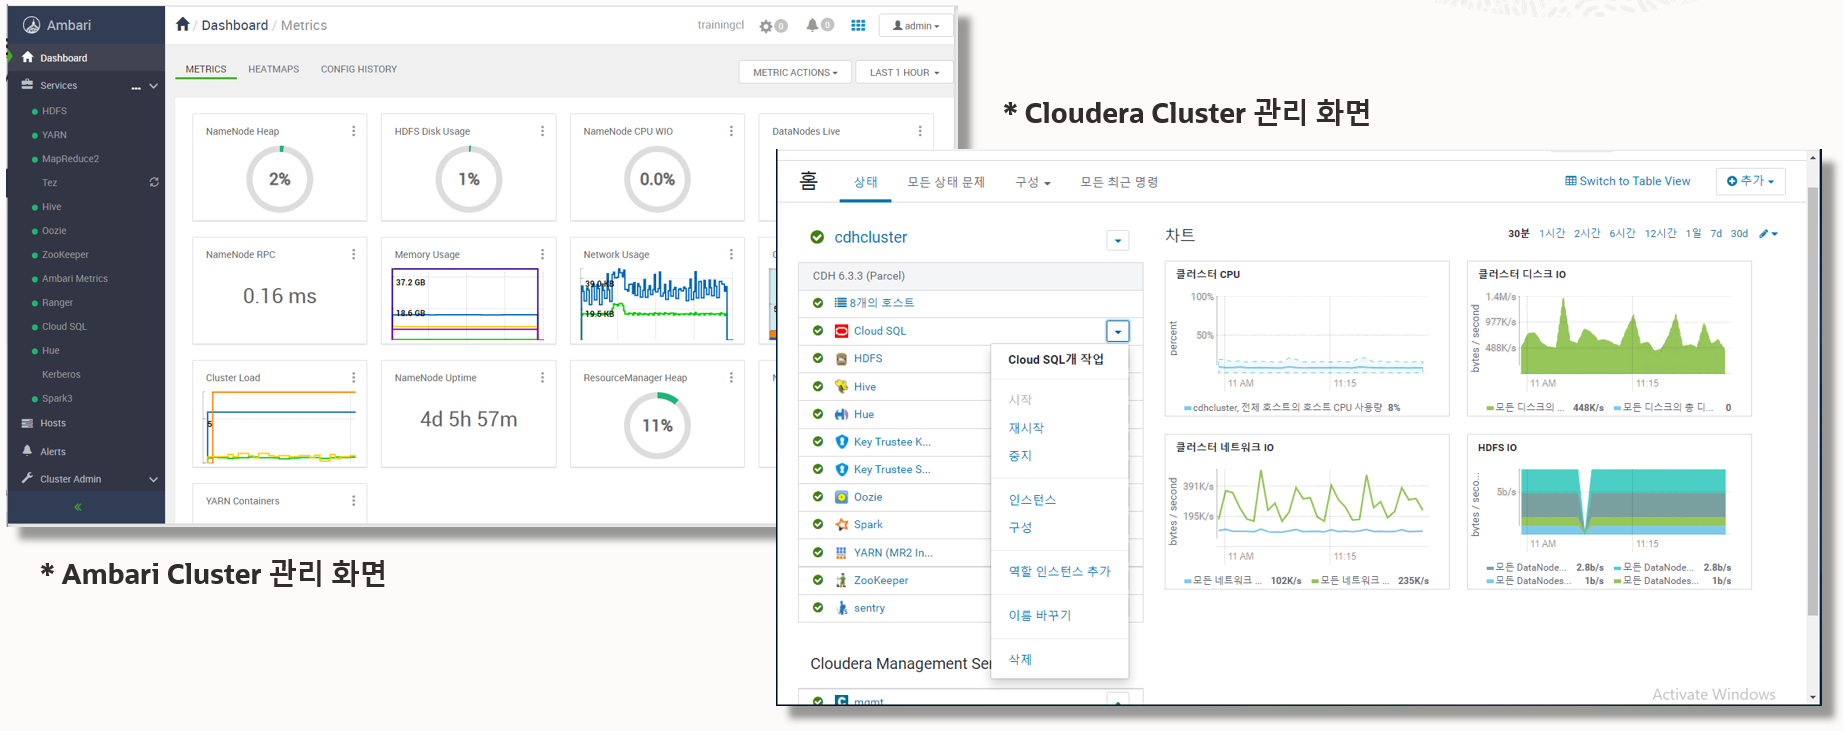 Ambari
Dashboard / Metrics
trainingcl
0
0
admin
Dashboard
Services
HDFS
YARN
MapReduce2
Tez
Hive
Oozie
ZooKeeper
Ambari Metrics
Ranger
Cloud SQL
Hue
Kerberos
Spark3
Hosts
Alerts
Cluster Admin
METRICS
HEATMAPS
CONFIG HISTORY
METRIC ACTIONS
LAST 1 HOUR
NameNode Heap
2%
HDFS Disk Usage
1%
NameNode CPU WIO
0.0%
DataNodes Live
NameNode RPC
0.16 ms
Memory Usage
37.2 GB
18.6 GB
Network Usage
39.0 KB
19.5 KB
Cluster Load
5
NameNode Uptime
4d 5h 57m
ResourceManager Heap
11%
YARN Containers
* Ambari Cluster 관리 화면
* Cloudera Cluster 관리 화면
홈
상태
모든 상태 문제
구성
모든 최근 명령
Switch to Table View
추가
cdhcluster
CDH 6.3.3 (Parcel)
8개의 호스트
Cloud SQL
HDFS
Hive
Hue
Key Trustee K...
Key Trustee S...
Oozie
Spark
YARN (MR2 In...
ZooKeeper
sentry
Cloud SQL개 작업
시작
재시작
중지
인스턴스
구성
역할 인스턴스 추가
이름 바꾸기
삭제
Cloudera Management Ser
mgmt
차트
30분 1시간 2시간 6시간 12시간 1일 7d 30d
클러스터 CPU
percent
100%
50%
11 AM 11:15
cdhcluster, 전체 호스트의 호스트 CPU 사용량 8%
클러스터 디스크 IO
bytes / second
1.4M/s
977K/s
488K/s
11 AM 11:15
모든 디스크의 ... 448K/s 모든 디스크의 총 디... 0
클러스터 네트워크 IO
bytes / second
391K/s
195K/s
11 AM 11:15
모든 네트워크 ... 102K/s 모든 네트워크 ... 235K/s
HDFS IO
bytes / seco...
5b/s
11 AM 11:15
모든 DataNode... 2.8b/s 모든 DataNode... 2.8b/s
모든 DataNodes... 1b/s 모든 DataNodes... 1b/s
Activate Windows